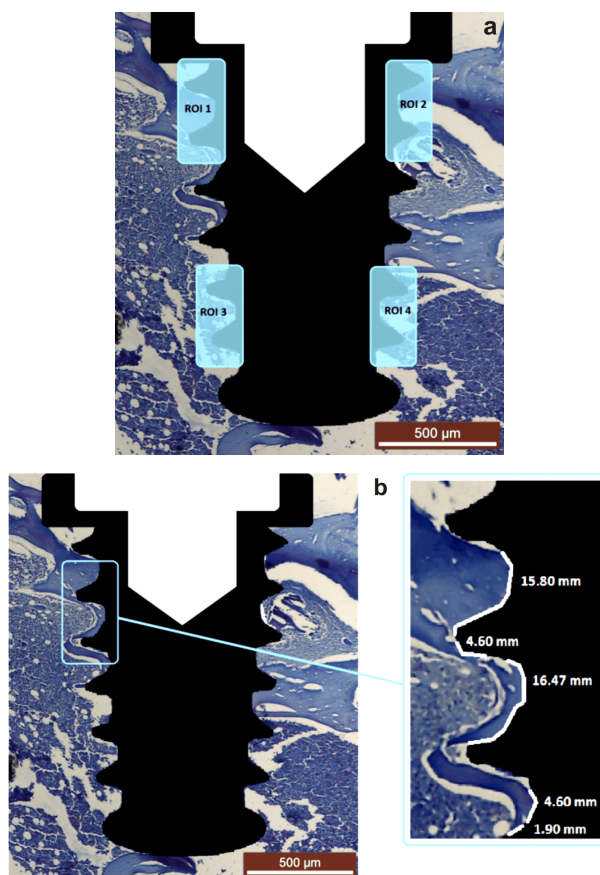 a
ROI 1
ROI 2
ROI 3
ROI 4
500 µm
b
15.80 mm
4.60 mm
16.47 mm
4.60 mm
1.90 mm
500 µm